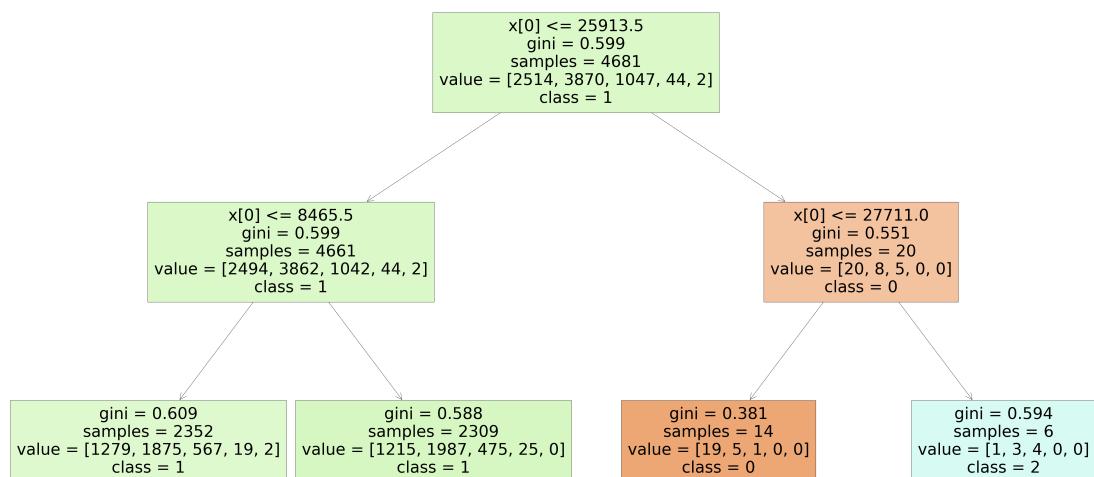 x[0] <= 25913.5
gini = 0.599
samples = 4681
value = [2514, 3870, 1047, 44, 2]
class = 1
x[0] <= 8465.5
gini = 0.599
samples = 4661
value = [2494, 3862, 1042, 44, 2]
class = 1
x[0] <= 27711.0
gini = 0.551
samples = 20
value = [20, 8, 5, 0, 0]
class = 0
gini = 0.609
samples = 2352
value = [1279, 1875, 567, 19, 2]
class = 1
gini = 0.588
samples = 2309
value = [1215, 1987, 475, 25, 0]
class = 1
gini = 0.381
samples = 14
value = [19, 5, 1, 0, 0]
class = 0
gini = 0.594
samples = 6
value = [1, 3, 4, 0, 0]
class = 2